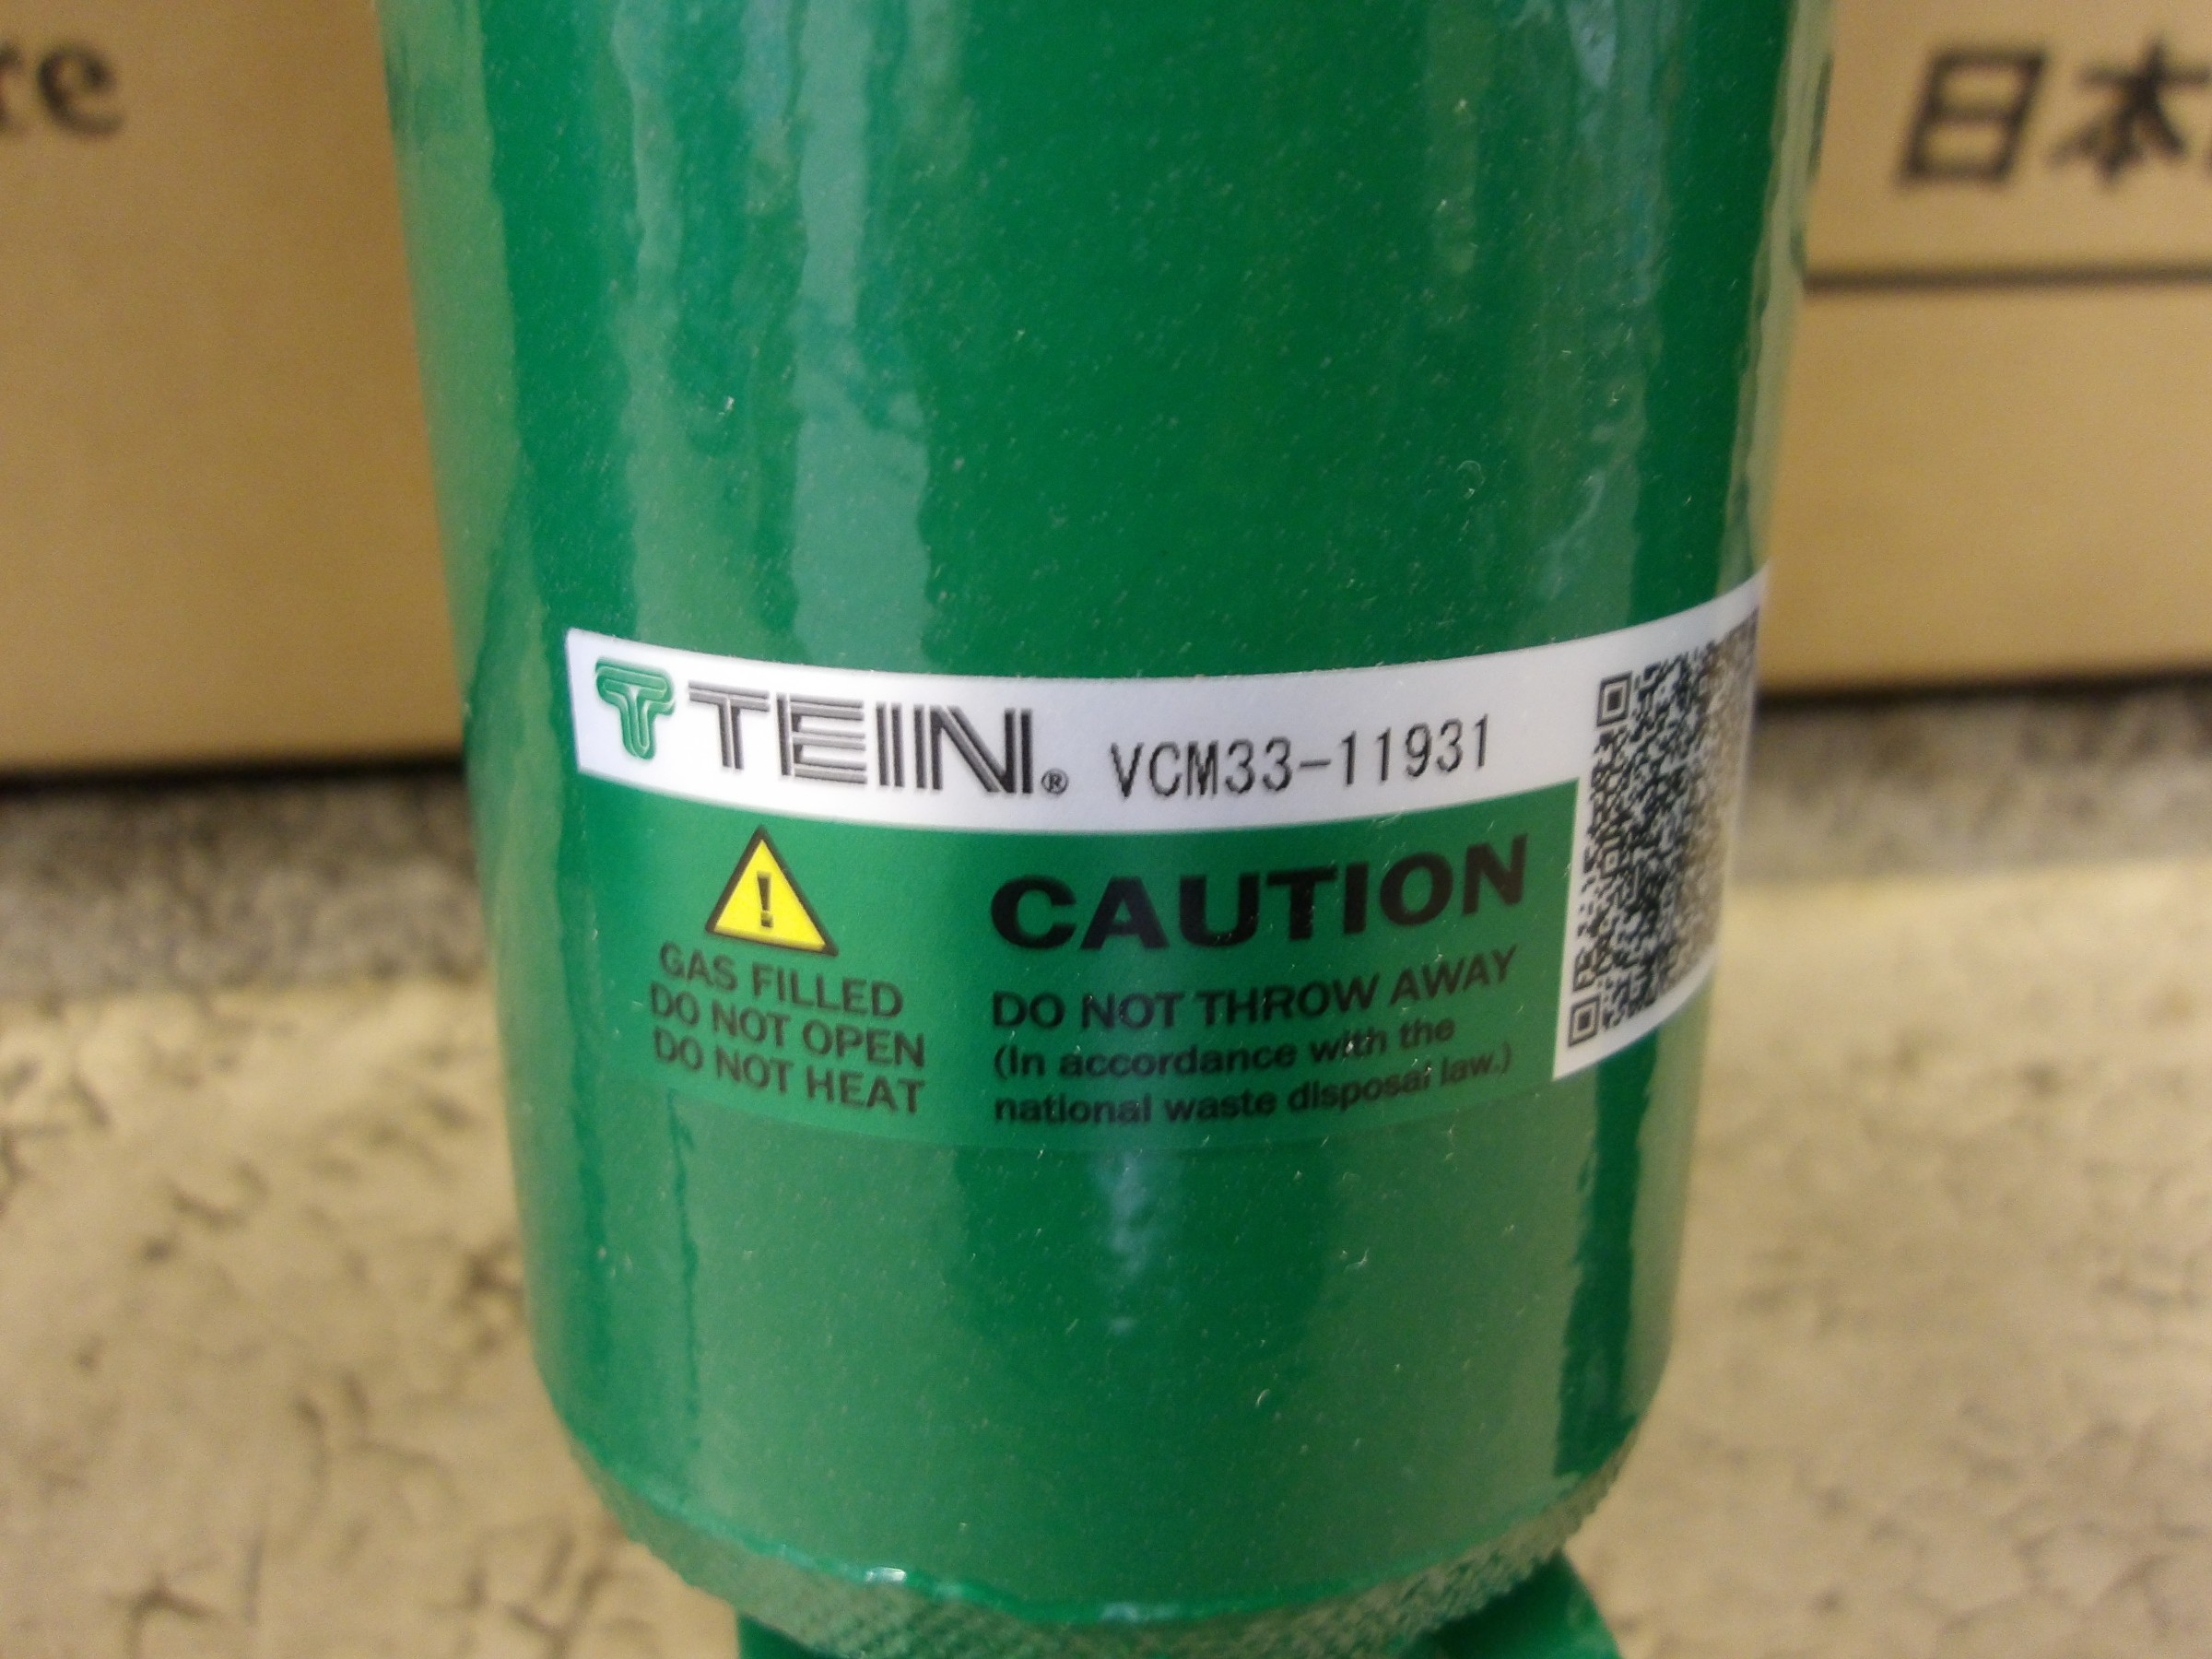 日本
TEIN® VCM33-11931
GAS FILLED
DO NOT OPEN
DO NOT HEAT
CAUTION
DO NOT THROW AWAY
(In accordance with the
national waste disposal law.)